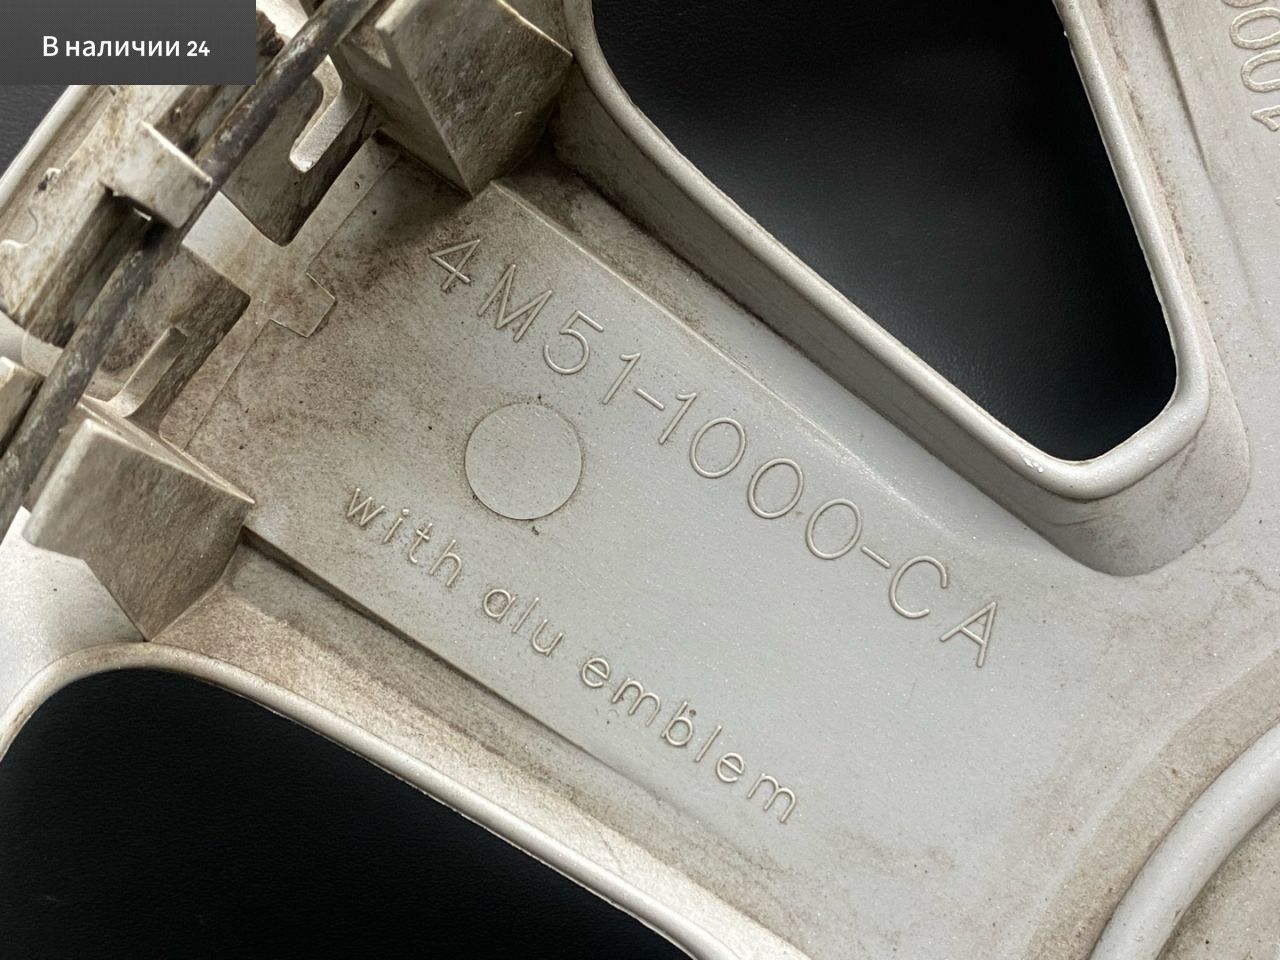 В наличии 24
4M51-1000-CA
with alu emblem